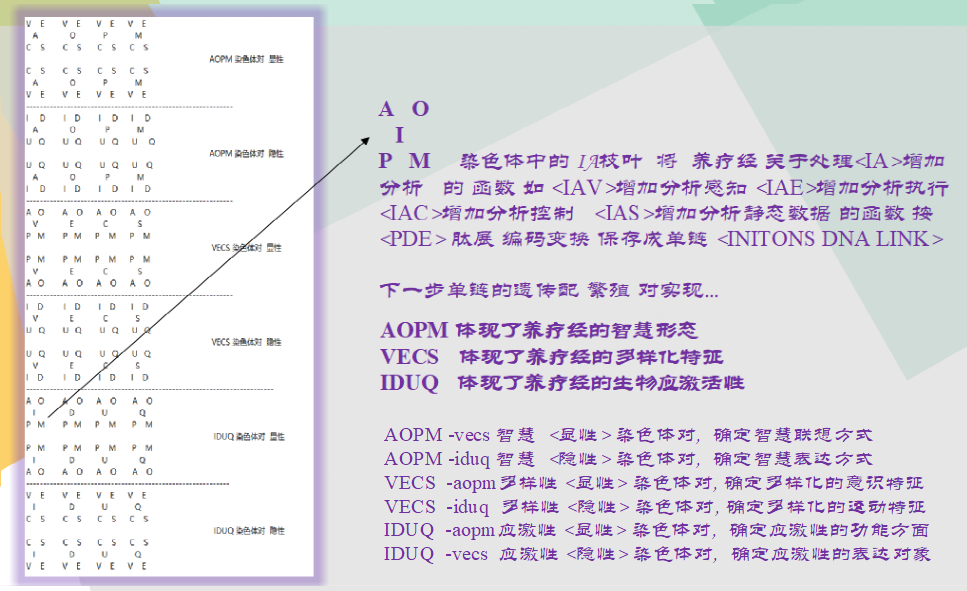 V E V E V E V E
A O P M
C S C S C S C S
AOPM 染色体对 显性
C S C S C S C S
A O P M
V E V E V E V E
I D I D I D I D
A O P M
U Q U Q U Q U Q
AOPM 染色体对 隐性
U Q U Q U Q U Q
A O P M
I D I D I D I D
A O A O A O A O
V E C S
P M P M P M P M
VECS 染色体对 显性
P M P M P M P M
V E C S
A O A O A O A O
I D I D I D I D
V E C S
U Q U Q U Q U Q
VECS 染色体对 隐性
U Q U Q U Q U Q
V E C S
I D I D I D I D
A O A O A O A O
I D U Q
P M P M P M P M
IDUQ 染色体对 显性
P M P M P M P M
I D U Q
A O A O A O A O
V E V E V E V E
I D U Q
C S C S C S C S
IDUQ 染色体对 隐性
C S C S C S C S
I D U Q
V E V E V E V E
A O
I
P M 染色体中的 IA枝叶 将 养疗经 关于处理<IA>增加
分析 的 函数 如 <IAV>增加分析感知 <IAE>增加分析执行
<IAC>增加分析控制 <IAS>增加分析静态数据 的函数 按
<PDE>肽展 编码变换 保存成单链 <INITONS DNA LINK>
下一步单链的遗传配 繁殖 对实现...
AOPM 体现了养疗经的智慧形态
VECS 体现了养疗经的多样化特征
IDUQ 体现了养疗经的生物应激活性
AOPM -vecs 智慧 <显性>染色体对, 确定智慧联想方式
AOPM -iduq 智慧 <隐性>染色体对, 确定智慧表达方式
VECS -aopm 多样性 <显性>染色体对, 确定多样化的意识特征
VECS -iduq 多样性 <隐性>染色体对, 确定多样化的运动特征
IDUQ -aopm 应激性 <显性>染色体对, 确定应激性的功能方面
IDUQ -vecs 应激性 <隐性>染色体对, 确定应激性的表达对象